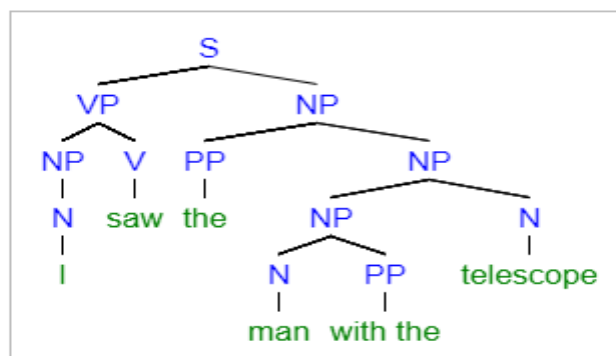 S
VP NP
NP V PP NP
N saw the NP N
I N PP telescope
man with the